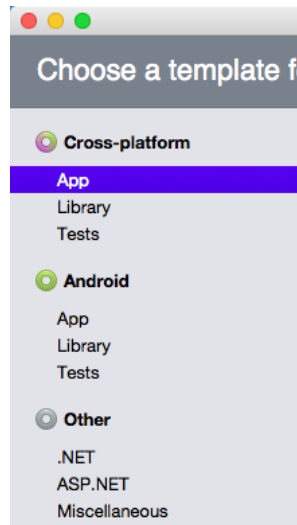 Choose a template f
Cross-platform
App
Library
Tests
Android
App
Library
Tests
Other
.NET
ASP.NET
Miscellaneous